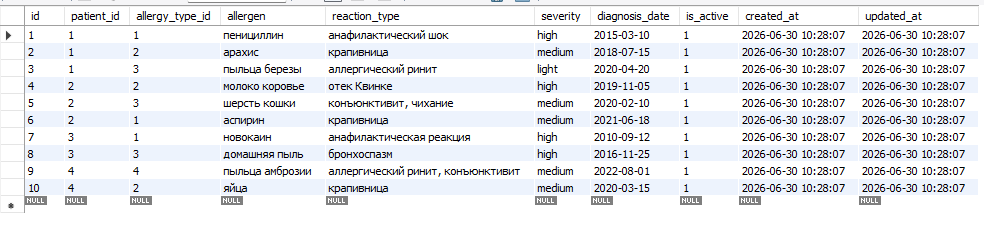 id patient_id allergy_type_id allergen reaction_type severity diagnosis_date is_active created_at updated_at
1 1 1 пенициллин анафилактический шок high 2015-03-10 1 2026-06-30 10:28:07 2026-06-30 10:28:07
2 1 2 арахис крапивница medium 2018-07-15 1 2026-06-30 10:28:07 2026-06-30 10:28:07
3 1 3 пыльца березы аллергический ринит light 2020-04-20 1 2026-06-30 10:28:07 2026-06-30 10:28:07
4 2 2 молоко коровье отек Квинке high 2019-11-05 1 2026-06-30 10:28:07 2026-06-30 10:28:07
5 2 3 шерсть кошки конъюнктивит, чихание medium 2020-02-10 1 2026-06-30 10:28:07 2026-06-30 10:28:07
6 2 1 аспирин крапивница medium 2021-06-18 1 2026-06-30 10:28:07 2026-06-30 10:28:07
7 3 1 новокаин анафилактическая реакция high 2010-09-12 1 2026-06-30 10:28:07 2026-06-30 10:28:07
8 3 3 домашняя пыль бронхоспазм high 2016-11-25 1 2026-06-30 10:28:07 2026-06-30 10:28:07
9 4 4 пыльца амброзии аллергический ринит, конъюнктивит medium 2022-08-01 1 2026-06-30 10:28:07 2026-06-30 10:28:07
10 4 2 яйца крапивница medium 2020-03-15 1 2026-06-30 10:28:07 2026-06-30 10:28:07
NULL NULL NULL NULL NULL NULL NULL NULL NULL NULL